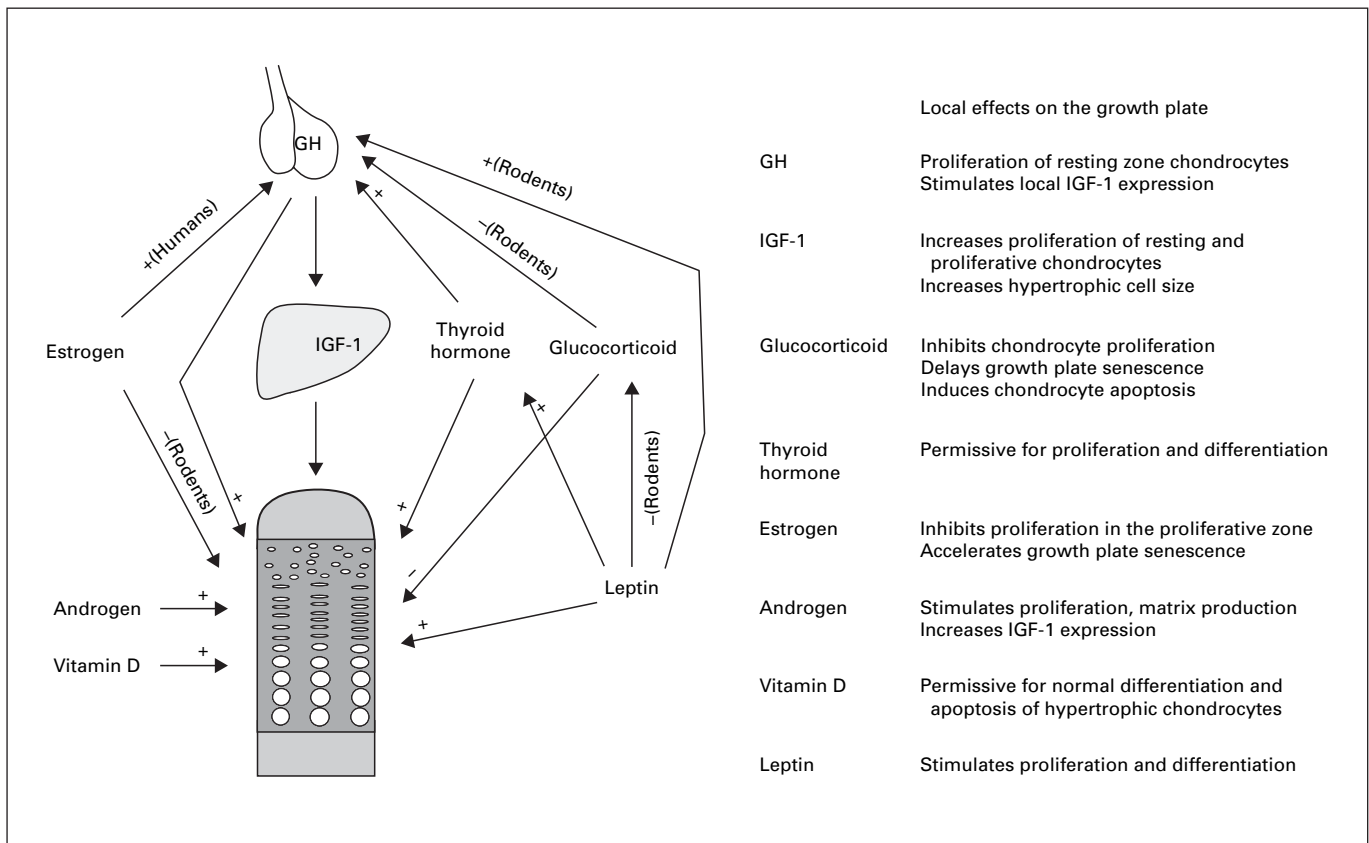 GH
+(Humans)
+(Rodents)
–(Rodents)
+
Estrogen
IGF-1
Thyroid
hormone
Glucocorticoid
–(Rodents)
+
+
+
–(Rodents)
–
Leptin
+
Androgen
+
Vitamin D
+
Local effects on the growth plate
GH
Proliferation of resting zone chondrocytes
Stimulates local IGF-1 expression
IGF-1
Increases proliferation of resting and
proliferative chondrocytes
Increases hypertrophic cell size
Glucocorticoid
Inhibits chondrocyte proliferation
Delays growth plate senescence
Induces chondrocyte apoptosis
Thyroid
hormone
Permissive for proliferation and differentiation
Estrogen
Inhibits proliferation in the proliferative zone
Accelerates growth plate senescence
Androgen
Stimulates proliferation, matrix production
Increases IGF-1 expression
Vitamin D
Permissive for normal differentiation and
apoptosis of hypertrophic chondrocytes
Leptin
Stimulates proliferation and differentiation